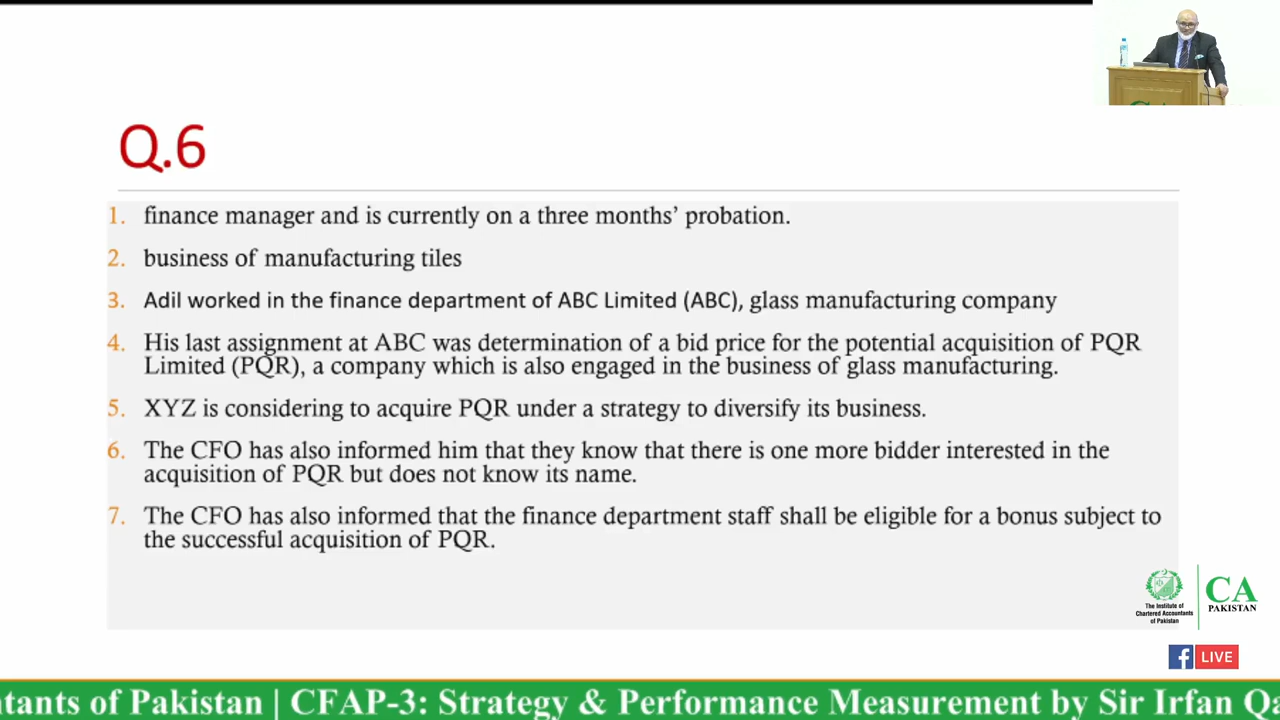 Q.6
1. finance manager and is currently on a three months’ probation.
2. business of manufacturing tiles
3. Adil worked in the finance department of ABC Limited (ABC), glass manufacturing company
4. His last assignment at ABC was determination of a bid price for the potential acquisition of PQR
Limited (PQR), a company which is also engaged in the business of glass manufacturing.
5. XYZ is considering to acquire PQR under a strategy to diversify its business.
6. The CFO has also informed him that they know that there is one more bidder interested in the
acquisition of PQR but does not know its name.
7. The CFO has also informed that the finance department staff shall be eligible for a bonus subject to
the successful acquisition of PQR.
The Institute of
Chartered Accountants
of Pakistan
CA
PAKISTAN
f LIVE
ntants of Pakistan | CFAP-3: Strategy & Performance Measurement by Sir Irfan Qa